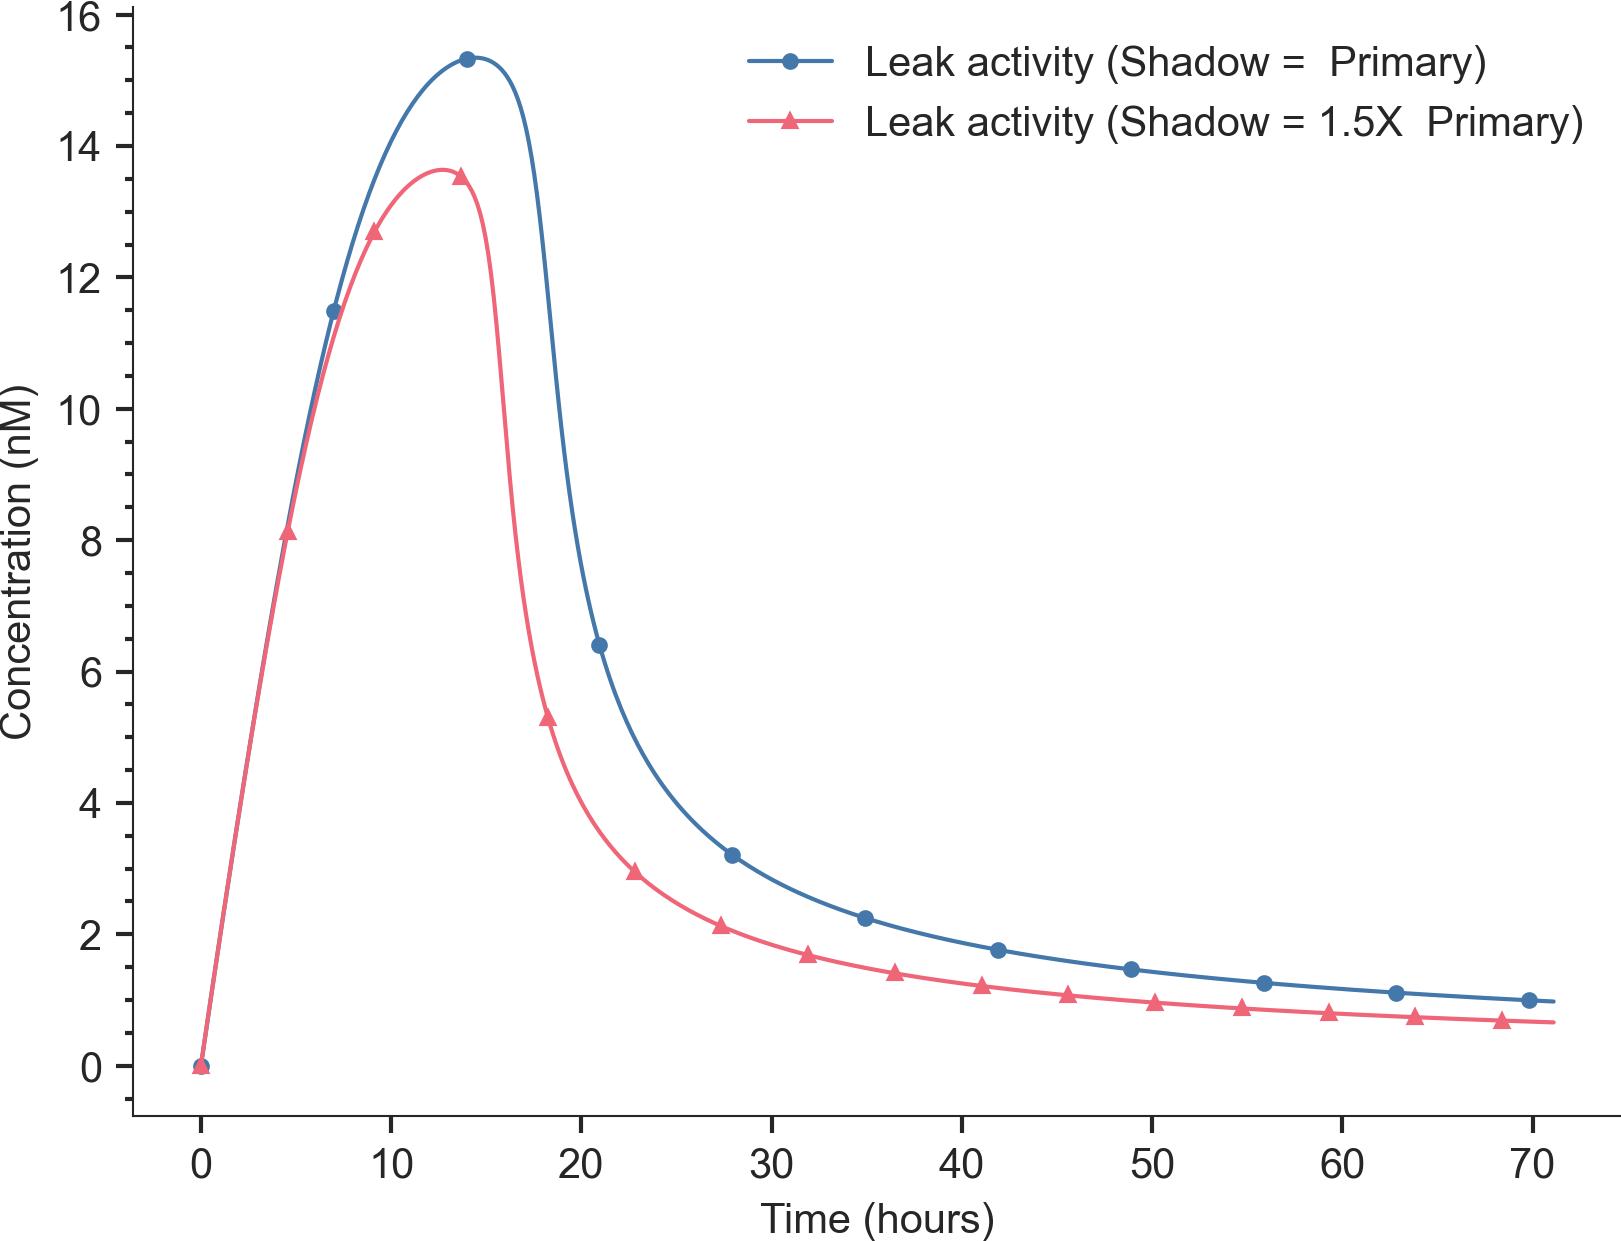 16
14
12
10
8
6
4
2
0
Concentration (nM)
Leak activity (Shadow =  Primary)
Leak activity (Shadow = 1.5X  Primary)
0 10 20 30 40 50 60 70
Time (hours)